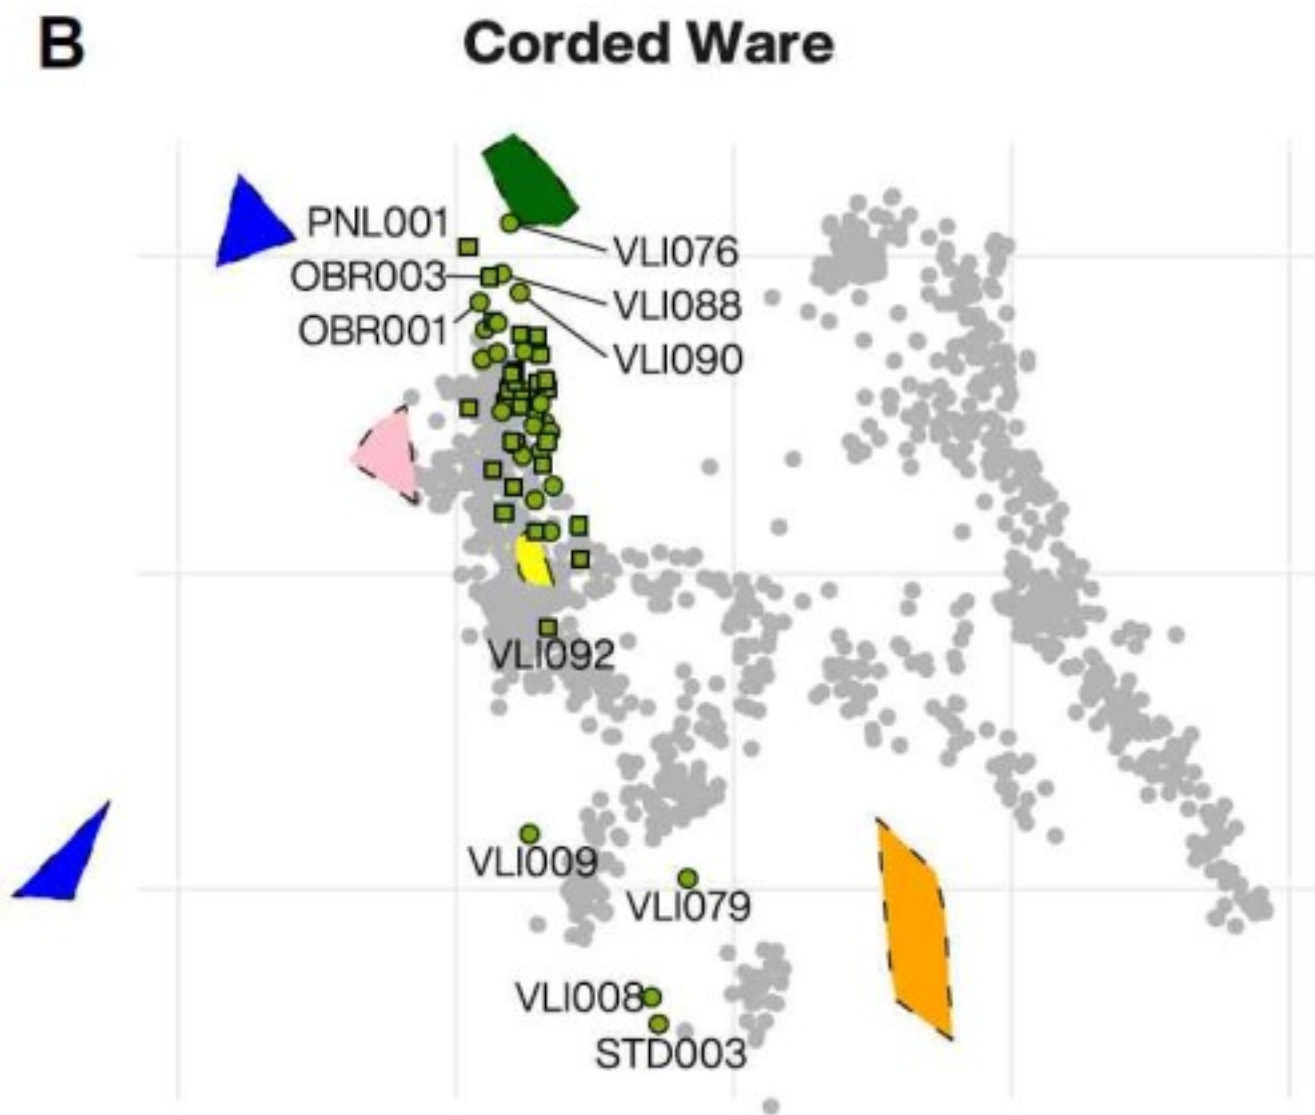 B
Corded Ware
PNL001
VLI076
OBR003
VLI088
OBR001
VLI090
VLI092
VLI009
VLI079
VLI008
STD003